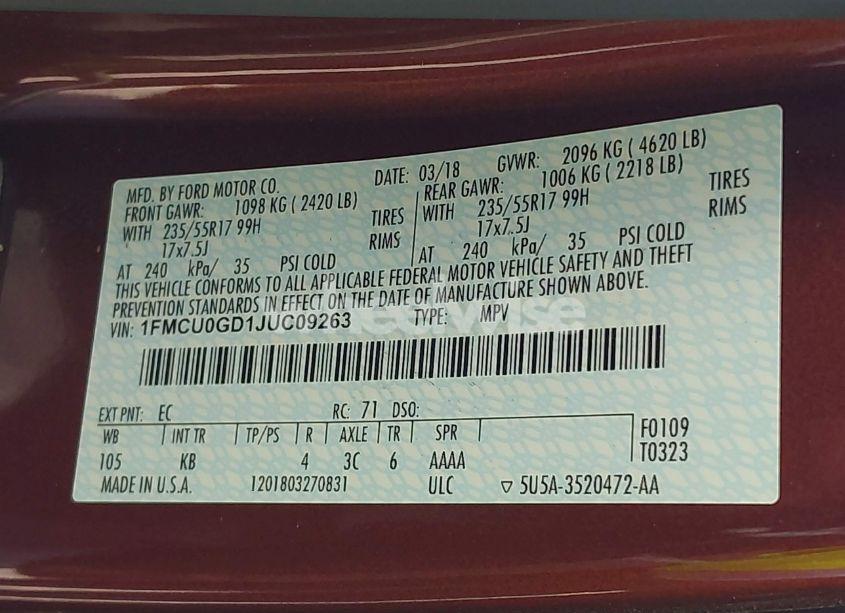 MFD. BY FORD MOTOR CO. DATE: 03/18 GVWR: 2096 KG ( 4620 LB)
FRONT GAWR: 1098 KG ( 2420 LB) REAR GAWR: 1006 KG ( 2218 LB)
WITH 235/55R17 99H TIRES WITH 235/55R17 99H TIRES
17x7.5J RIMS 17x7.5J RIMS
AT 240 kPa/ 35 PSI COLD AT 240 kPa/ 35 PSI COLD
THIS VEHICLE CONFORMS TO ALL APPLICABLE FEDERAL MOTOR VEHICLE SAFETY AND THEFT
PREVENTION STANDARDS IN EFFECT ON THE DATE OF MANUFACTURE SHOWN ABOVE.
VIN: 1FMCU0GD1JUC09263 TYPE: MPV
EXT PNT: EC RC: 71 DSO:
WB INT TR TP/PS R AXLE TR SPR F0109
105 KB 4 3C 6 AAAA T0323
MADE IN U.S.A. 1201803270831 ULC ▽ 5U5A-3520472-AA